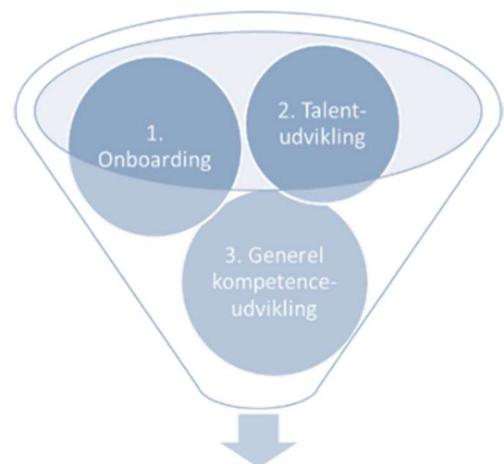 1.
Onboarding
2. Talent-
udvikling
3. Generel
kompetence-
udvikling